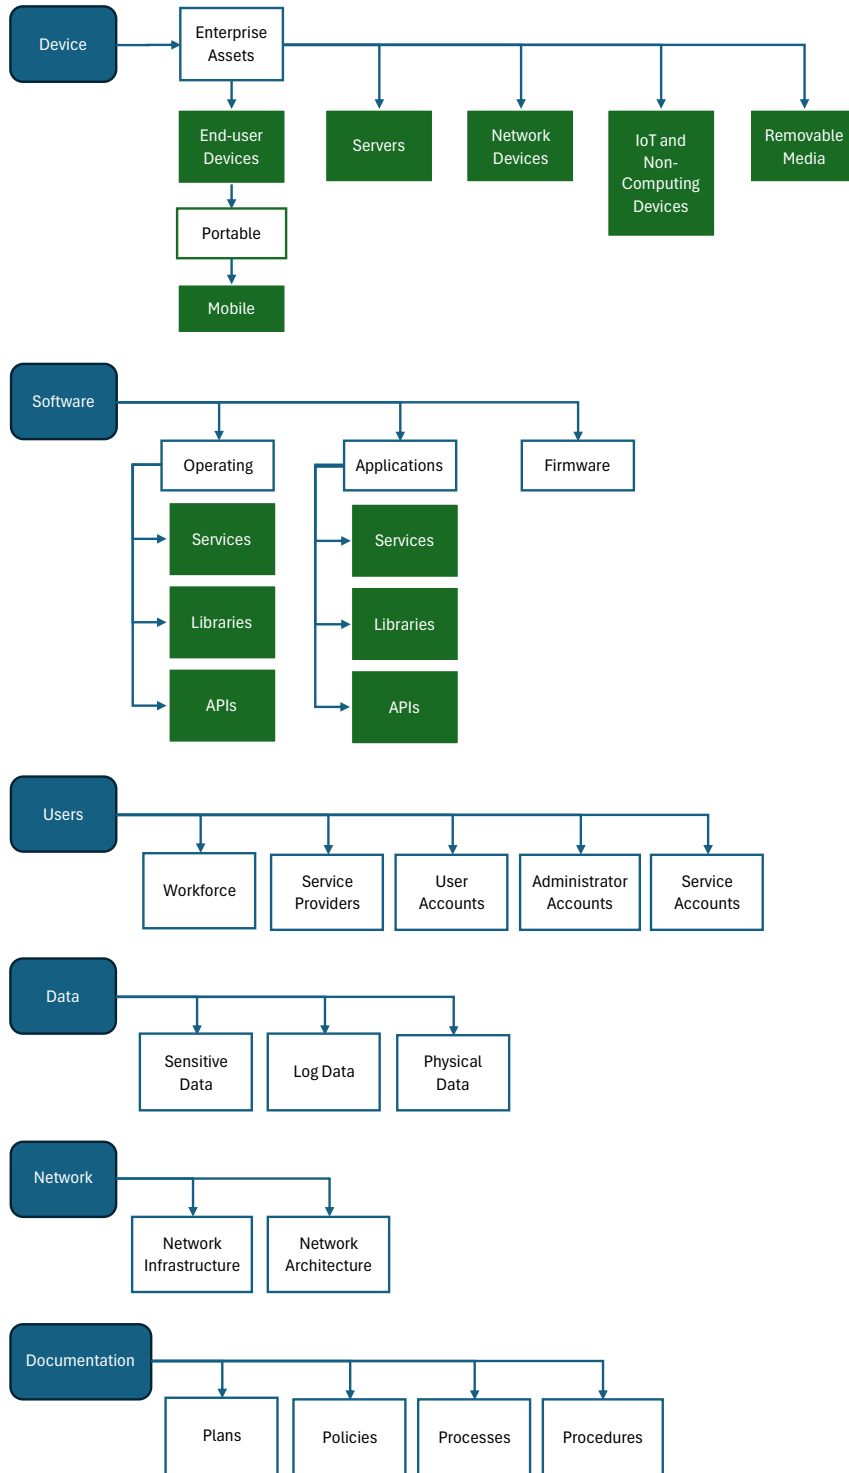 Device
Enterprise
Assets
End-user
Devices
Servers
Network
Devices
IoT and
Non-
Computing
Devices
Removable
Media
Portable
Mobile
Software
Operating
Applications
Firmware
Services
Services
Libraries
Libraries
APIs
APIs
Users
Workforce
Service
Providers
User
Accounts
Administrator
Accounts
Service
Accounts
Data
Sensitive
Data
Log Data
Physical
Data
Network
Network
Infrastructure
Network
Architecture
Documentation
Plans
Policies
Processes
Procedures